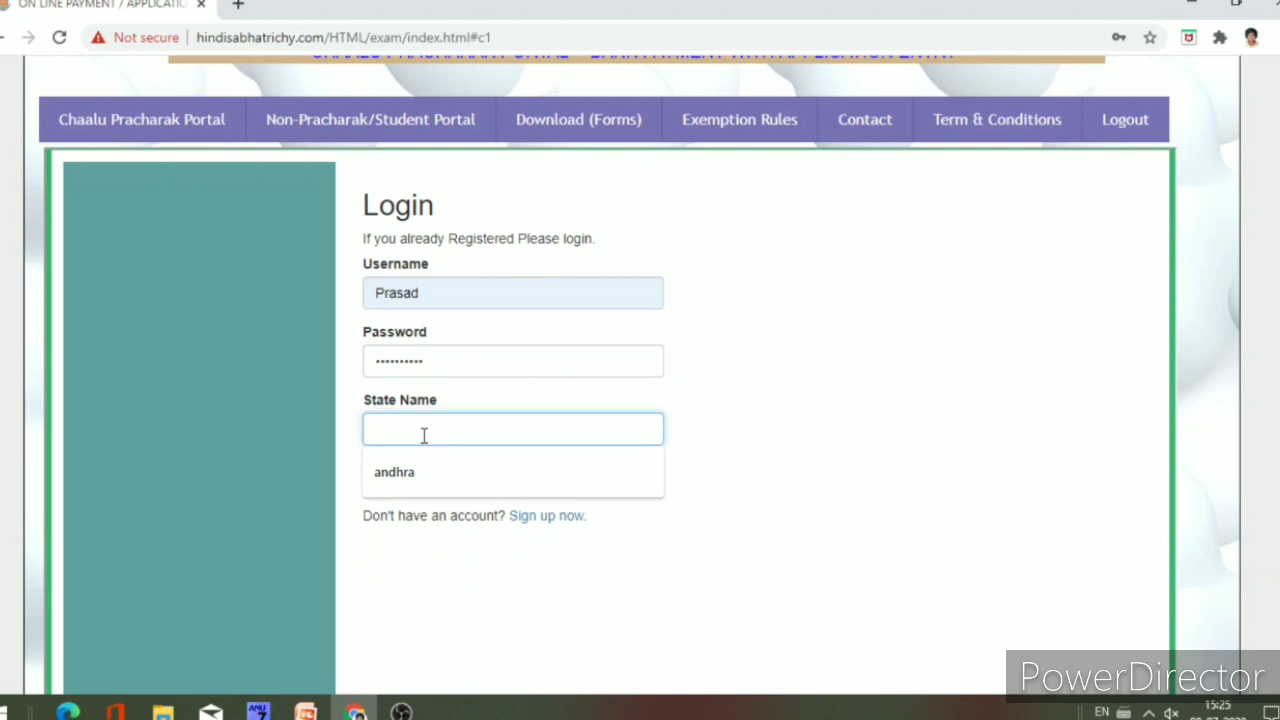 ON LINE PAYMENT / APPLICATIO
Not secure
hindisabhatrichy.com/HTML/exam/index.html#c1
Chaalu Pracharak Portal
Non-Pracharak/Student Portal
Download (Forms)
Exemption Rules
Contact
Term & Conditions
Logout
Login
If you already Registered Please login.
Username
Prasad
Password
••••••••••
State Name
andhra
Don't have an account? Sign up now.
PowerDirector
EN
15:25